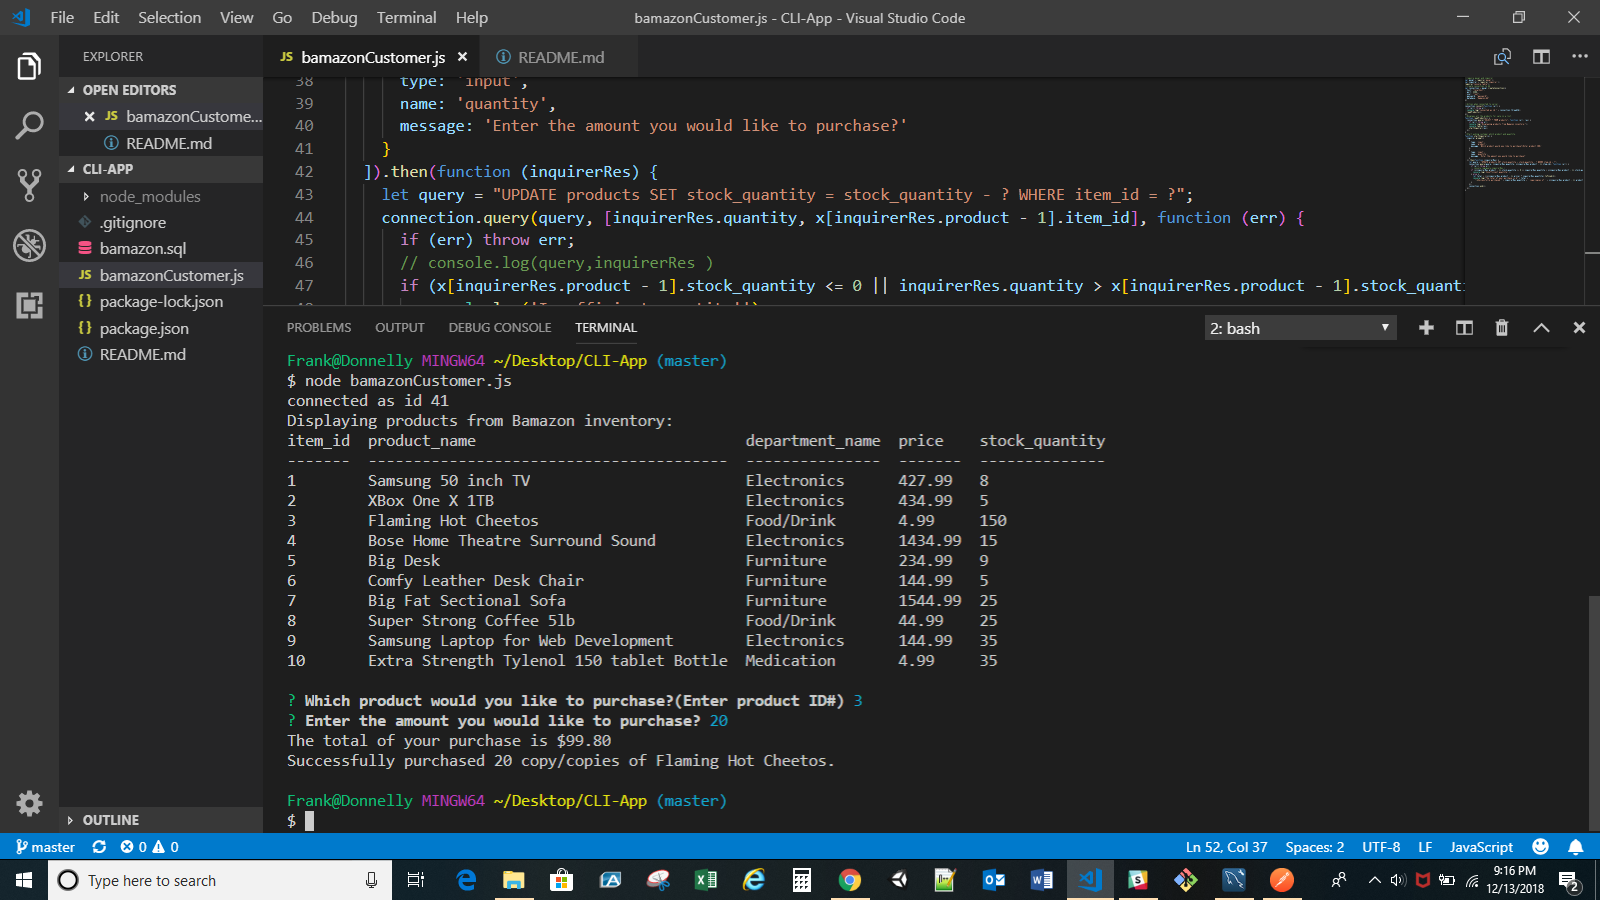 File Edit Selection View Go Debug Terminal Help bamazonCustomer.js - CLI-App - Visual Studio Code
EXPLORER
OPEN EDITORS
JS bamazonCustome...
README.md
CLI-APP
node_modules
.gitignore
bamazon.sql
JS bamazonCustomer.js
{} package-lock.json
{} package.json
README.md
OUTLINE
JS bamazonCustomer.js README.md
38 type: 'input',
39 name: 'quantity',
40 message: 'Enter the amount you would like to purchase?'
41 }
42 ]).then(function (inquirerRes) {
43 let query = "UPDATE products SET stock_quantity = stock_quantity - ? WHERE item_id = ?";
44 connection.query(query, [inquirerRes.quantity, x[inquirerRes.product - 1].item_id], function (err) {
45 if (err) throw err;
46 // console.log(query,inquirerRes )
47 if (x[inquirerRes.product - 1].stock_quantity <= 0 || inquirerRes.quantity > x[inquirerRes.product - 1].stock_quanti
PROBLEMS OUTPUT DEBUG CONSOLE TERMINAL 2: bash
Frank@Donnelly MINGW64 ~/Desktop/CLI-App (master)
$ node bamazonCustomer.js
connected as id 41
Displaying products from Bamazon inventory:
item_id product_name department_name price stock_quantity
------- ---------------------------------------- --------------- ------- --------------
1 Samsung 50 inch TV Electronics 427.99 8
2 XBox One X 1TB Electronics 434.99 5
3 Flaming Hot Cheetos Food/Drink 4.99 150
4 Bose Home Theatre Surround Sound Electronics 1434.99 15
5 Big Desk Furniture 234.99 9
6 Comfy Leather Desk Chair Furniture 144.99 5
7 Big Fat Sectional Sofa Furniture 1544.99 25
8 Super Strong Coffee 5lb Food/Drink 44.99 25
9 Samsung Laptop for Web Development Electronics 144.99 35
10 Extra Strength Tylenol 150 tablet Bottle Medication 4.99 35
? Which product would you like to purchase?(Enter product ID#) 3
? Enter the amount you would like to purchase? 20
The total of your purchase is $99.80
Successfully purchased 20 copy/copies of Flaming Hot Cheetos.
Frank@Donnelly MINGW64 ~/Desktop/CLI-App (master)
$
master 0 0 Ln 52, Col 37 Spaces: 2 UTF-8 LF JavaScript
Type here to search
9:16 PM
12/13/2018
2